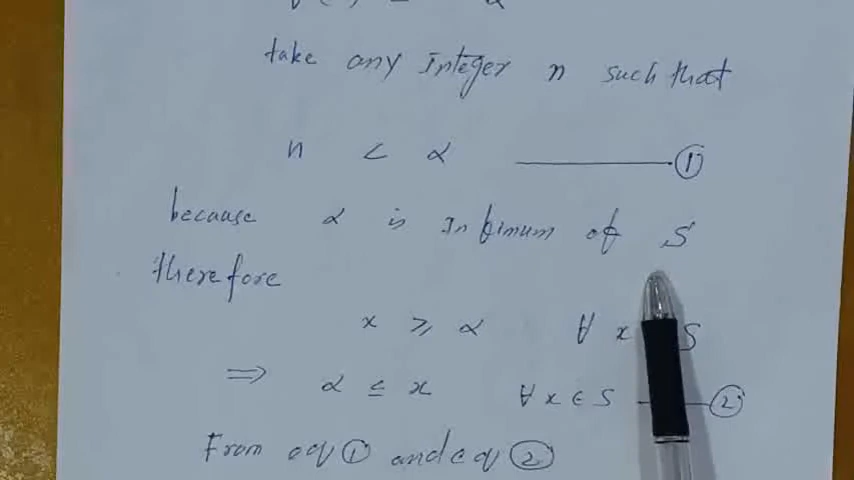 take any integer n such that
n < α ———— ①
because α is Infimum of S
therefore
x ⩾ α ∀ x S
⇒ α ≤ x ∀ x ∈ S — ②
From eq ① and eq ②